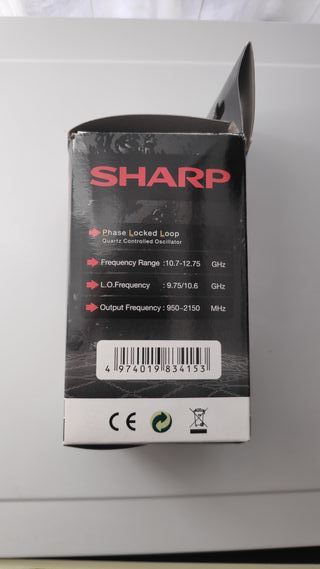 SHARP
Phase Locked Loop
Quartz Controlled Oscillator
Frequency Range :10.7-12.75 GHz
L.O.Frequency : 9.75/10.6 GHz
Output Frequency : 950-2150 MHz
4 974019 834153
CE